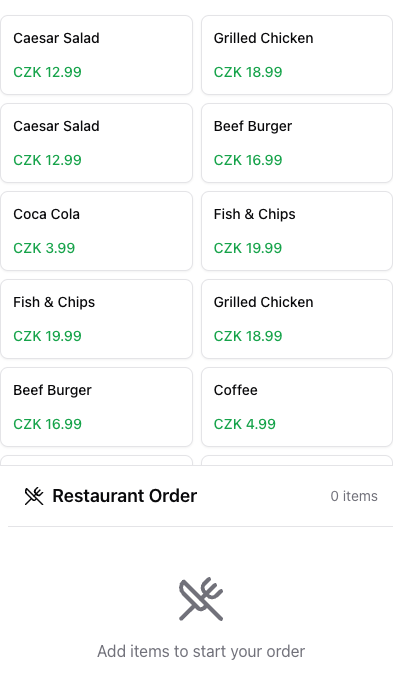 Caesar Salad
CZK 12.99
Grilled Chicken
CZK 18.99
Caesar Salad
CZK 12.99
Beef Burger
CZK 16.99
Coca Cola
CZK 3.99
Fish & Chips
CZK 19.99
Fish & Chips
CZK 19.99
Grilled Chicken
CZK 18.99
Beef Burger
CZK 16.99
Coffee
CZK 4.99
Restaurant Order
0 items
Add items to start your order